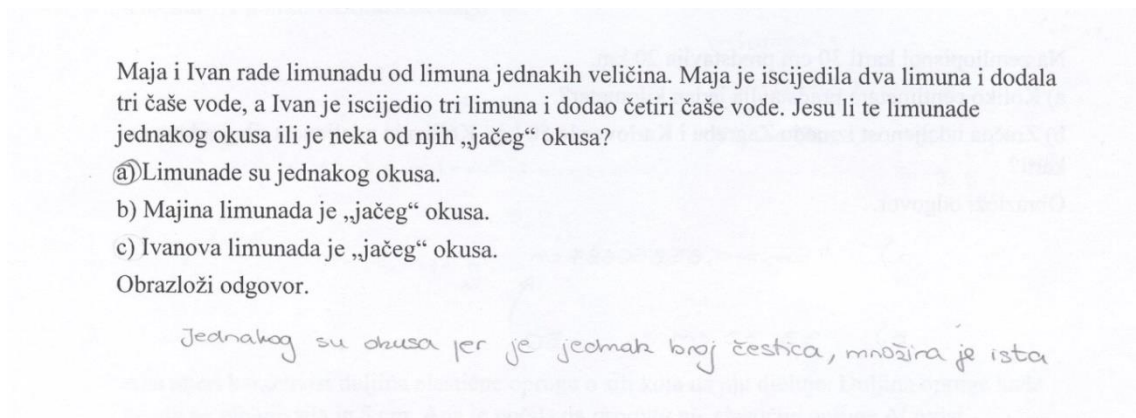 Maja i Ivan rade limunadu od limuna jednakih veličina. Maja je iscijedila dva limuna i dodala
tri čaše vode, a Ivan je iscijedio tri limuna i dodao četiri čaše vode. Jesu li te limunade
jednakog okusa ili je neka od njih „jačeg“ okusa?
a) Limunade su jednakog okusa.
b) Majina limunada je „jačeg“ okusa.
c) Ivanova limunada je „jačeg“ okusa.
Obrazloži odgovor.
Jednakog su okusa jer je jednak broj čestica, množina je ista